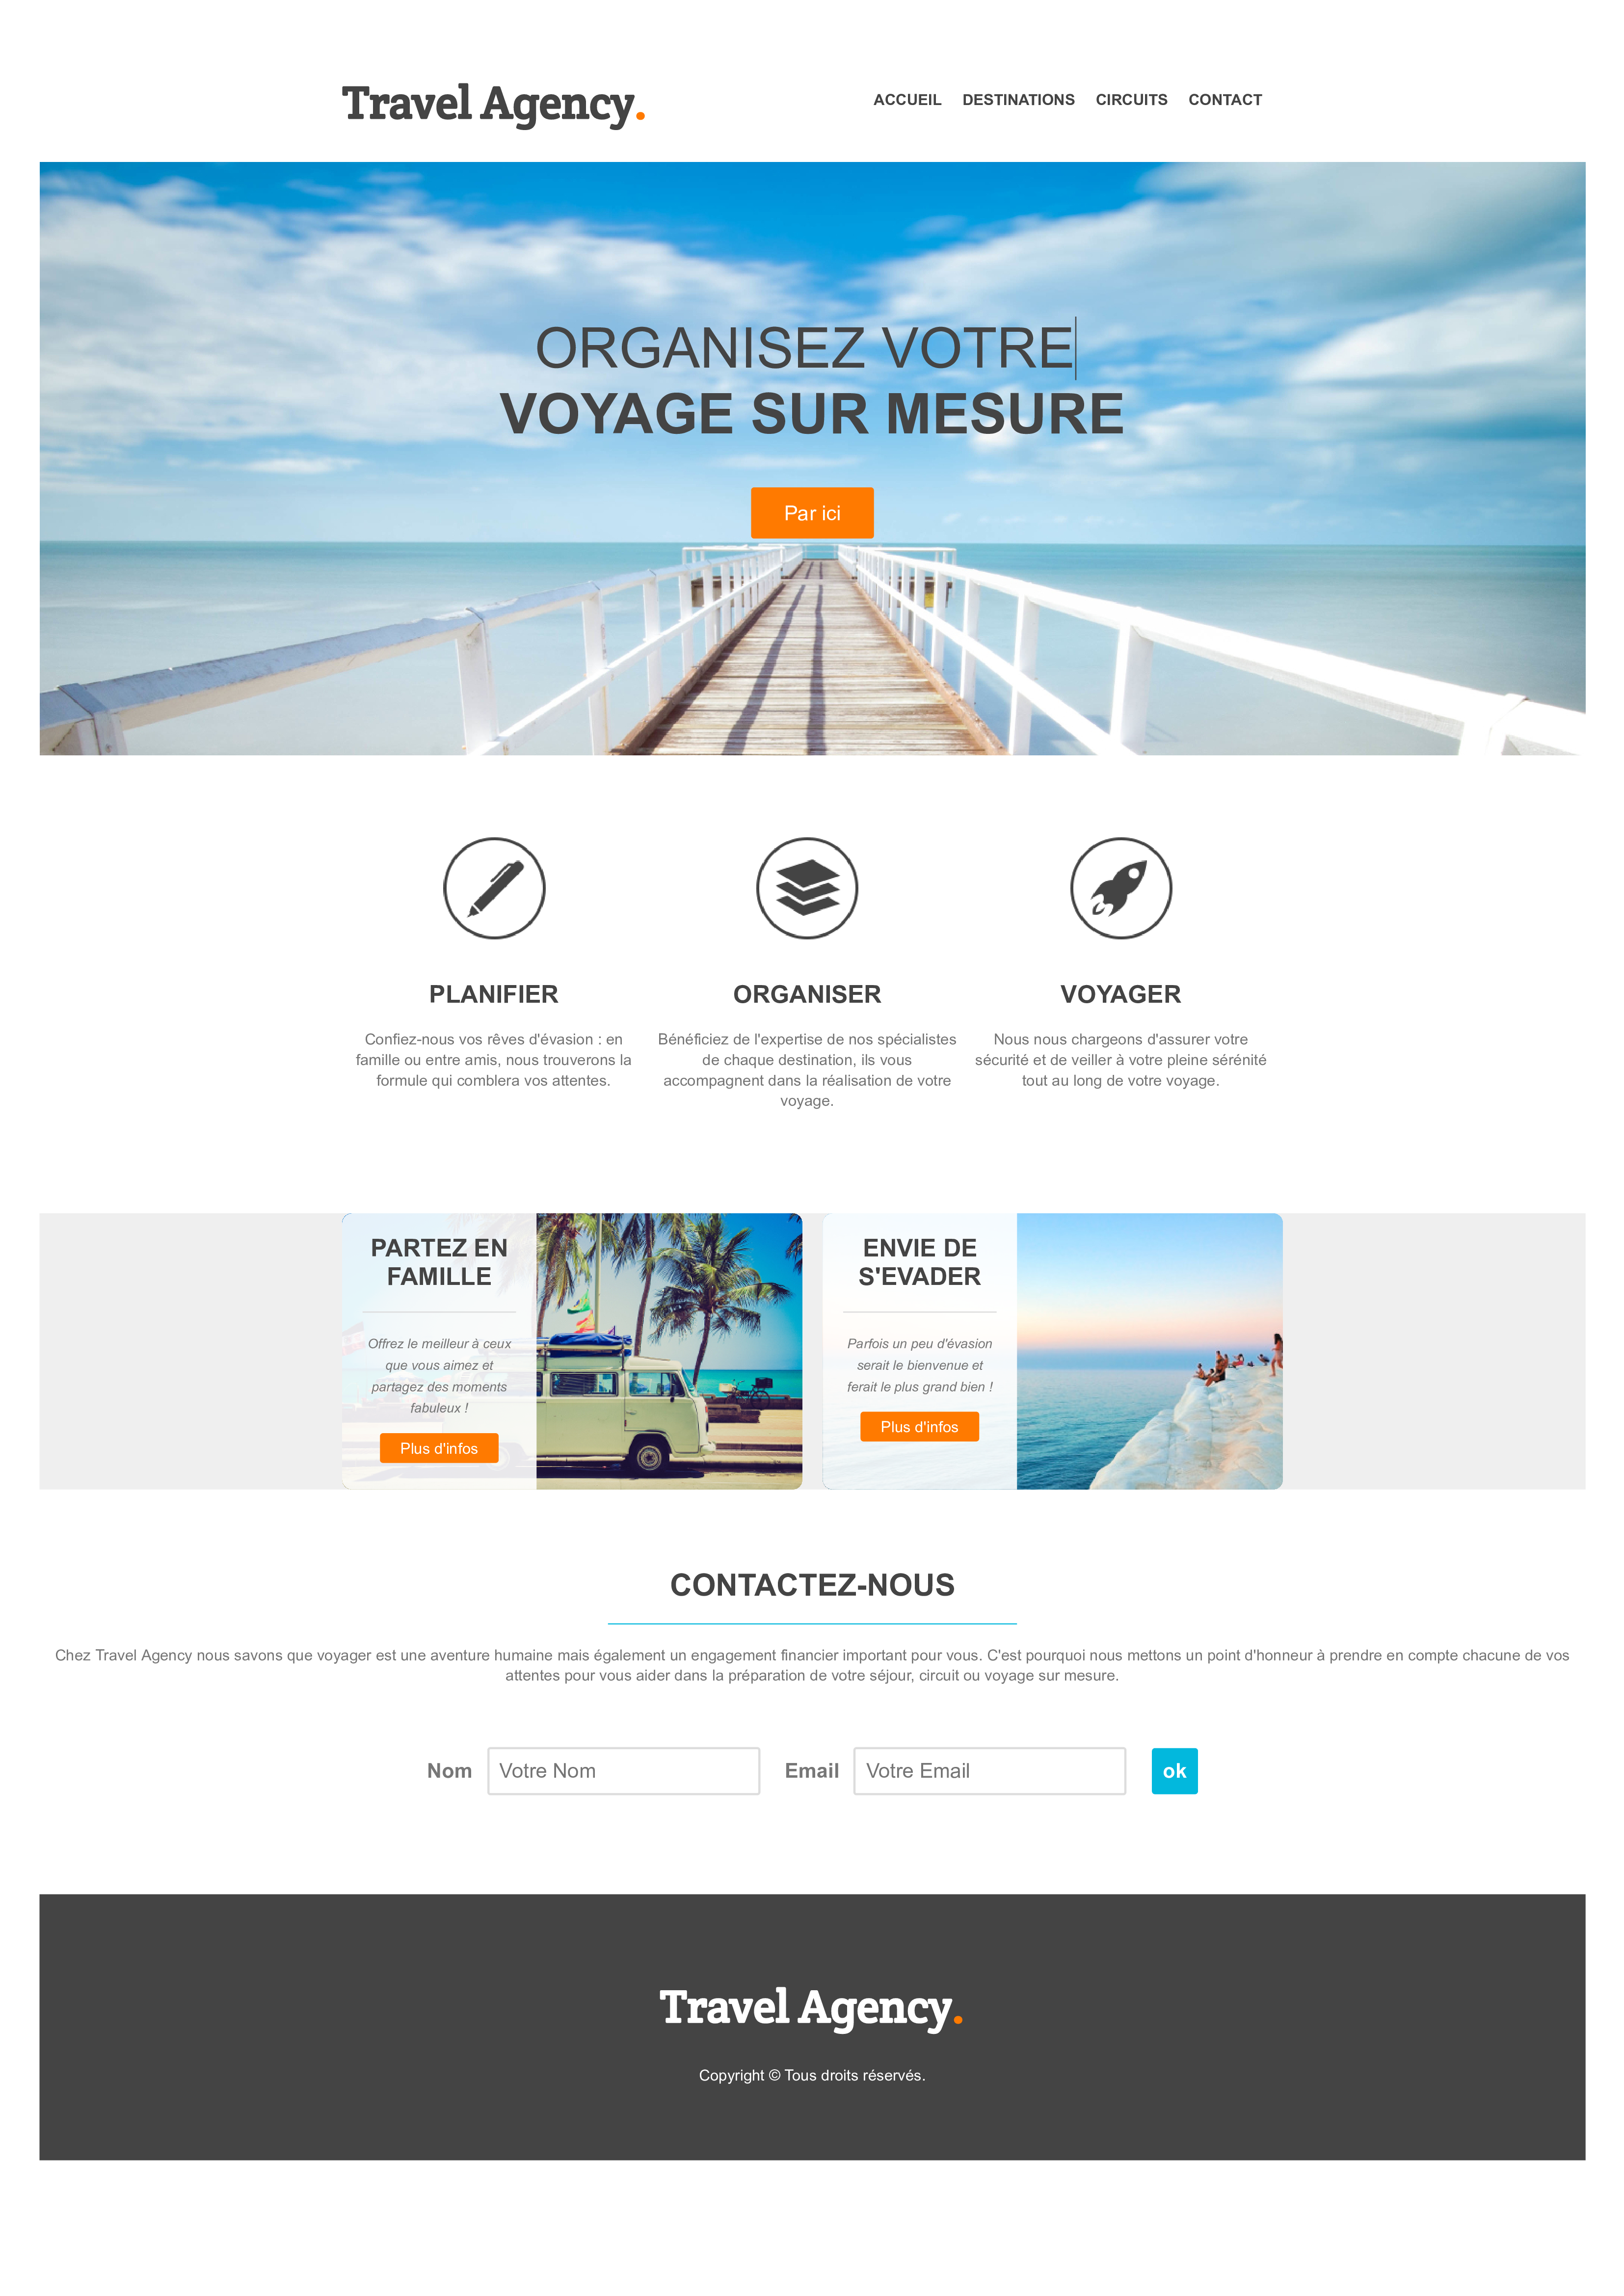 Travel Agency.
ACCUEIL DESTINATIONS CIRCUITS CONTACT
ORGANISEZ VOTRE
VOYAGE SUR MESURE
Par ici
PLANIFIER
Confiez-nous vos rêves d'évasion : en
famille ou entre amis, nous trouverons la
formule qui comblera vos attentes.
ORGANISER
Bénéficiez de l'expertise de nos spécialistes
de chaque destination, ils vous
accompagnent dans la réalisation de votre
voyage.
VOYAGER
Nous nous chargeons d'assurer votre
sécurité et de veiller à votre pleine sérénité
tout au long de votre voyage.
PARTEZ EN
FAMILLE
Offrez le meilleur à ceux
que vous aimez et
partagez des moments
fabuleux !
Plus d'infos
ENVIE DE
S'EVADER
Parfois un peu d'évasion
serait le bienvenue et
ferait le plus grand bien !
Plus d'infos
CONTACTEZ-NOUS
Chez Travel Agency nous savons que voyager est une aventure humaine mais également un engagement financier important pour vous. C'est pourquoi nous mettons un point d'honneur à prendre en compte chacune de vos
attentes pour vous aider dans la préparation de votre séjour, circuit ou voyage sur mesure.
Nom Votre Nom Email Votre Email ok
Travel Agency.
Copyright © Tous droits réservés.